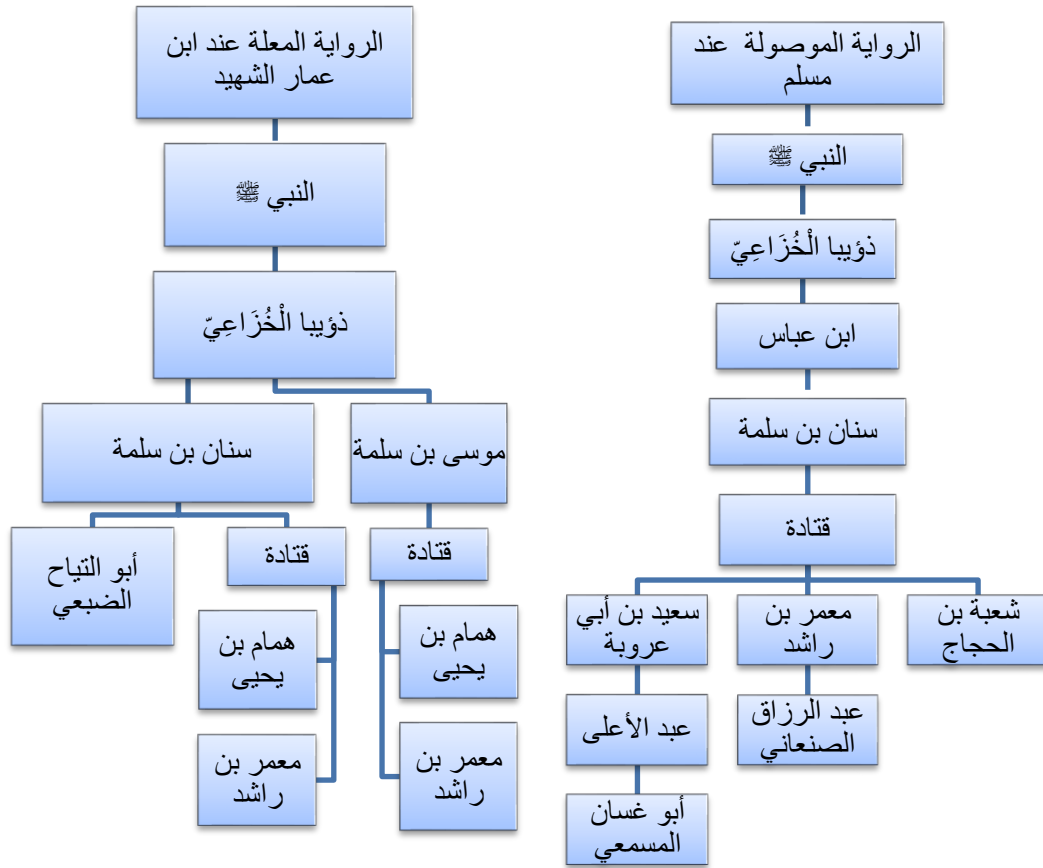 الرواية الموصولة عند
مسلم
النبي ﷺ
ذؤيبا الْخُزَاعِيّ
ابن عباس
سنان بن سلمة
قتادة
شعبة بن
الحجاج
معمر بن
راشد
عبد الرزاق
الصنعاني
سعيد بن أبي
عروبة
عبد الأعلى
أبو غسان
المسمعي
الرواية المعلة عند ابن
عمار الشهيد
النبي ﷺ
ذؤيبا الْخُزَاعِيّ
موسى بن سلمة
قتادة
همام بن
يحيى
معمر بن
راشد
سنان بن سلمة
قتادة
همام بن
يحيى
معمر بن
راشد
أبو التياح
الضبعي